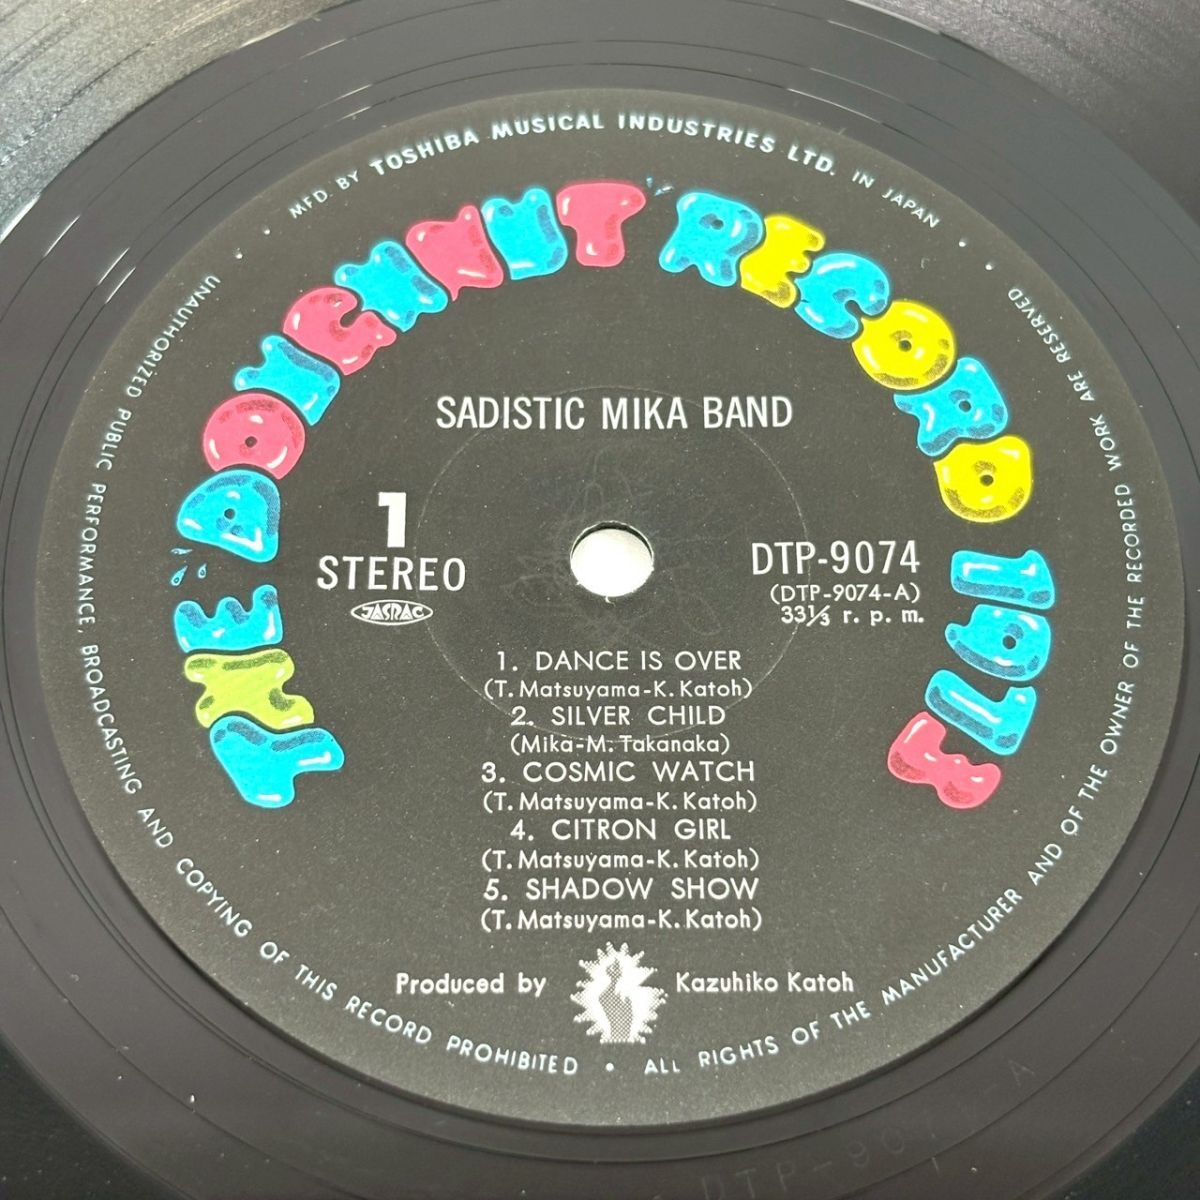 MFD. BY TOSHIBA MUSICAL INDUSTRIES LTD. IN JAPAN
THE DOUGHNUT RECORD 1973
SADISTIC MIKA BAND
1
STEREO
JASRAC
DTP-9074
(DTP-9074-A)
33⅓ r. p. m.
1. DANCE IS OVER
(T. Matsuyama-K. Katoh)
2. SILVER CHILD
(Mika-M. Takanaka)
3. COSMIC WATCH
(T. Matsuyama-K. Katoh)
4. CITRON GIRL
(T. Matsuyama-K. Katoh)
5. SHADOW SHOW
(T. Matsuyama-K. Katoh)
Produced by Kazuhiko Katoh
UNAUTHORIZED PUBLIC PERFORMANCE, BROADCASTING AND COPYING OF THIS RECORD PROHIBITED • ALL RIGHTS OF THE MANUFACTURER AND OF THE OWNER OF THE RECORDED WORK ARE RESERVED